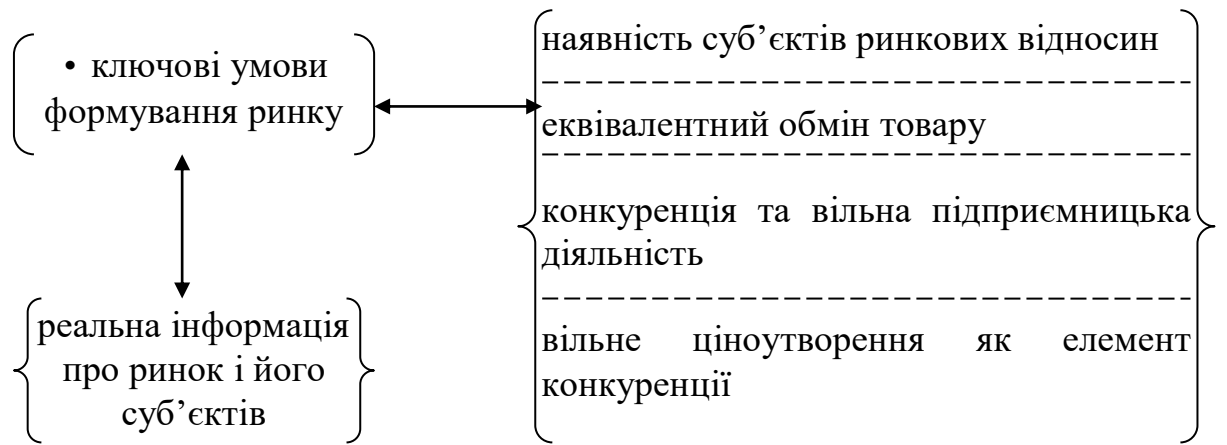 • ключові умови
формування ринку
реальна інформація
про ринок і його
суб’єктів
наявність суб’єктів ринкових відносин
еквівалентний обмін товару
конкуренція та вільна підприємницька
діяльність
вільне ціноутворення як елемент
конкуренції